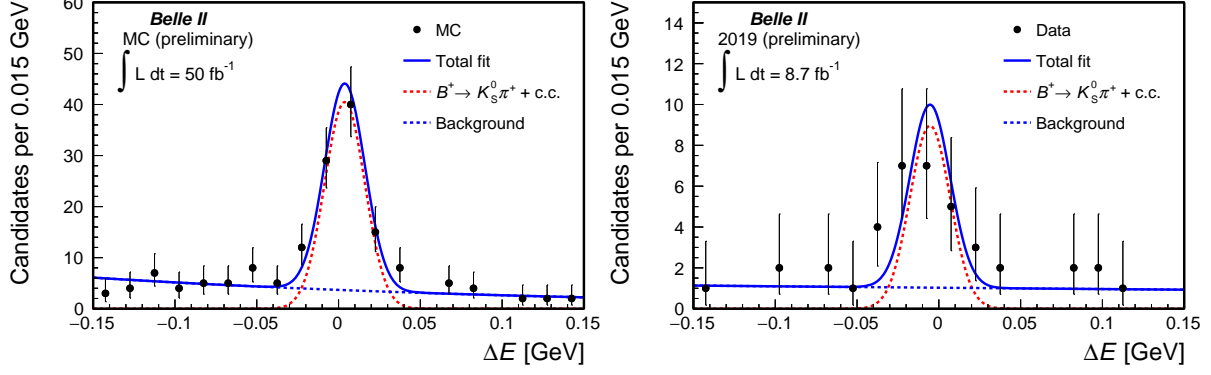 Candidates per 0.015 GeV
60
50
40
30
20
10
0
Belle II
MC (preliminary)
∫ L dt = 50 fb⁻¹
MC
Total fit
B⁺→ K⁰_S π⁺ + c.c.
Background
−0.15 −0.1 −0.05 0 0.05 0.1 0.15
ΔE [GeV]
Candidates per 0.015 GeV
14
12
10
8
6
4
2
0
Belle II
2019 (preliminary)
∫ L dt = 8.7 fb⁻¹
Data
Total fit
B⁺→ K⁰_S π⁺ + c.c.
Background
−0.15 −0.1 −0.05 0 0.05 0.1 0.15
ΔE [GeV]